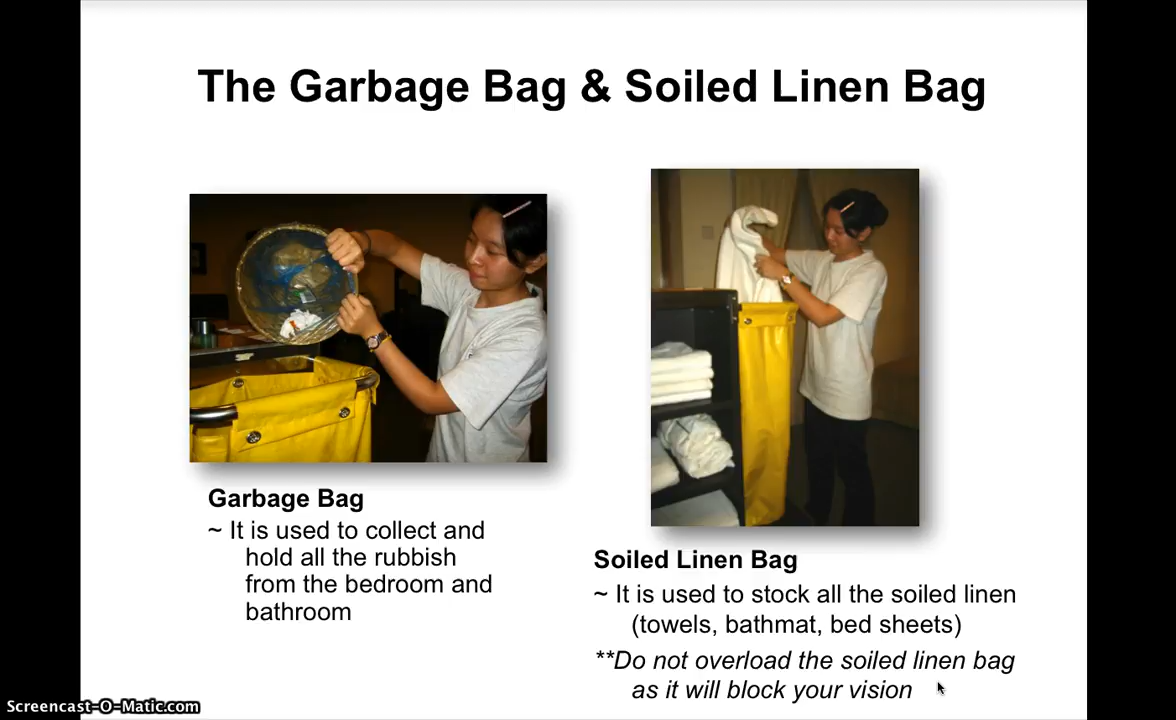 The Garbage Bag & Soiled Linen Bag
Garbage Bag
~ It is used to collect and
hold all the rubbish
from the bedroom and
bathroom
Soiled Linen Bag
~ It is used to stock all the soiled linen
(towels, bathmat, bed sheets)
**Do not overload the soiled linen bag
as it will block your vision
Screencast-O-Matic.com